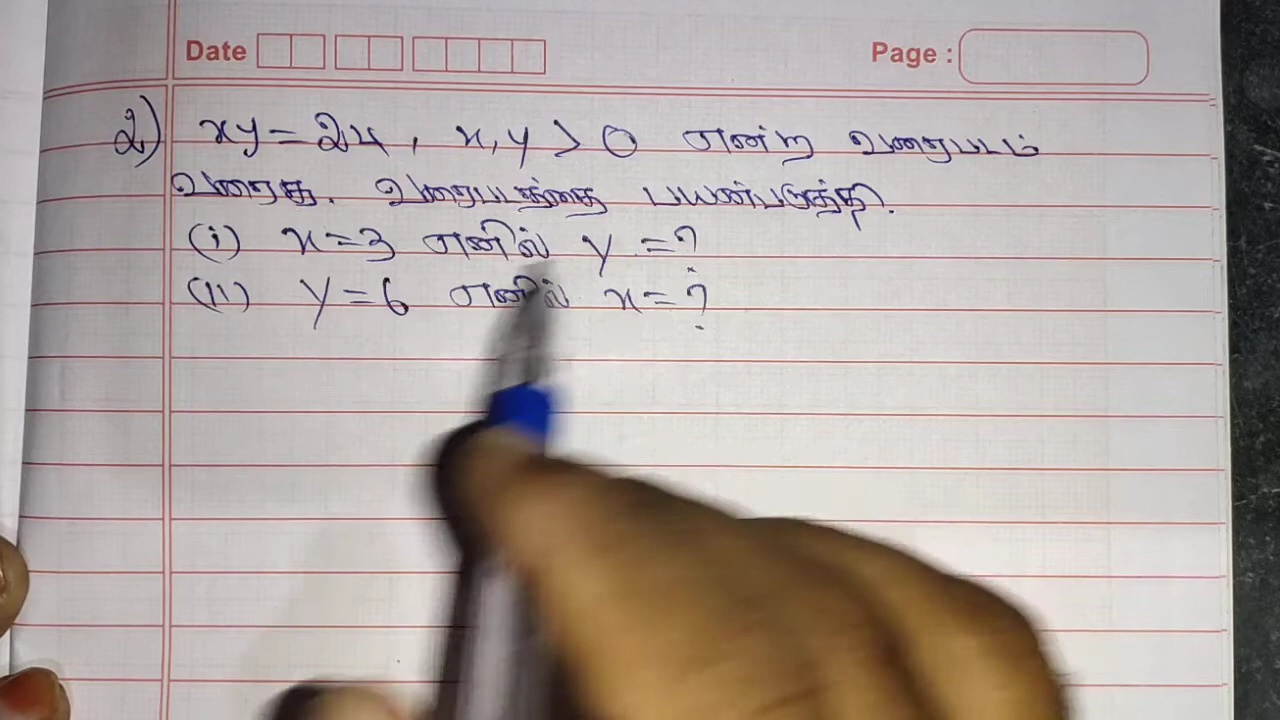 Date Page :
2) xy = 24 , x, y > 0 என்ற வரைபடம்
வரைக. வரைபடத்தை பயன்படுத்தி.
(i) x = 3 எனில் y = ?
(ii) y = 6 எனில் x = ?